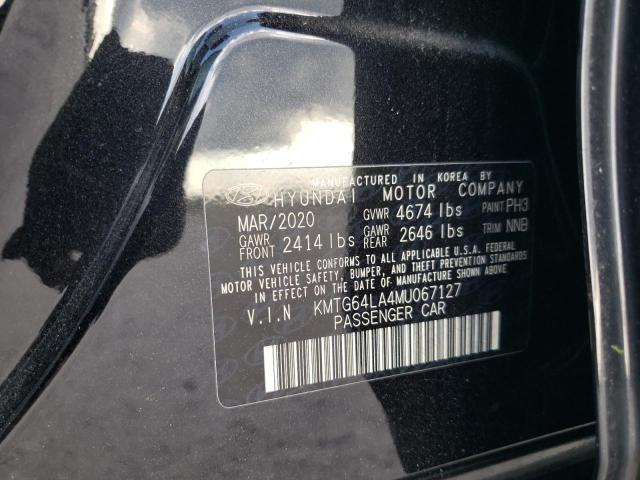 MANUFACTURED IN KOREA BY
HYUNDAI MOTOR COMPANY
MAR/2020 GVWR 4674 lbs PAINT PH3
GAWR FRONT 2414 lbs GAWR REAR 2646 lbs TRIM NNB
THIS VEHICLE CONFORMS TO ALL APPLICABLE U.S.A. FEDERAL
MOTOR VEHICLE SAFETY, BUMPER, AND THEFT PREVENTION STANDARDS
IN EFFECT ON THE DATE OF MANUFACTURE SHOWN ABOVE.
V.I.N KMTG64LA4MU067127
PASSENGER CAR